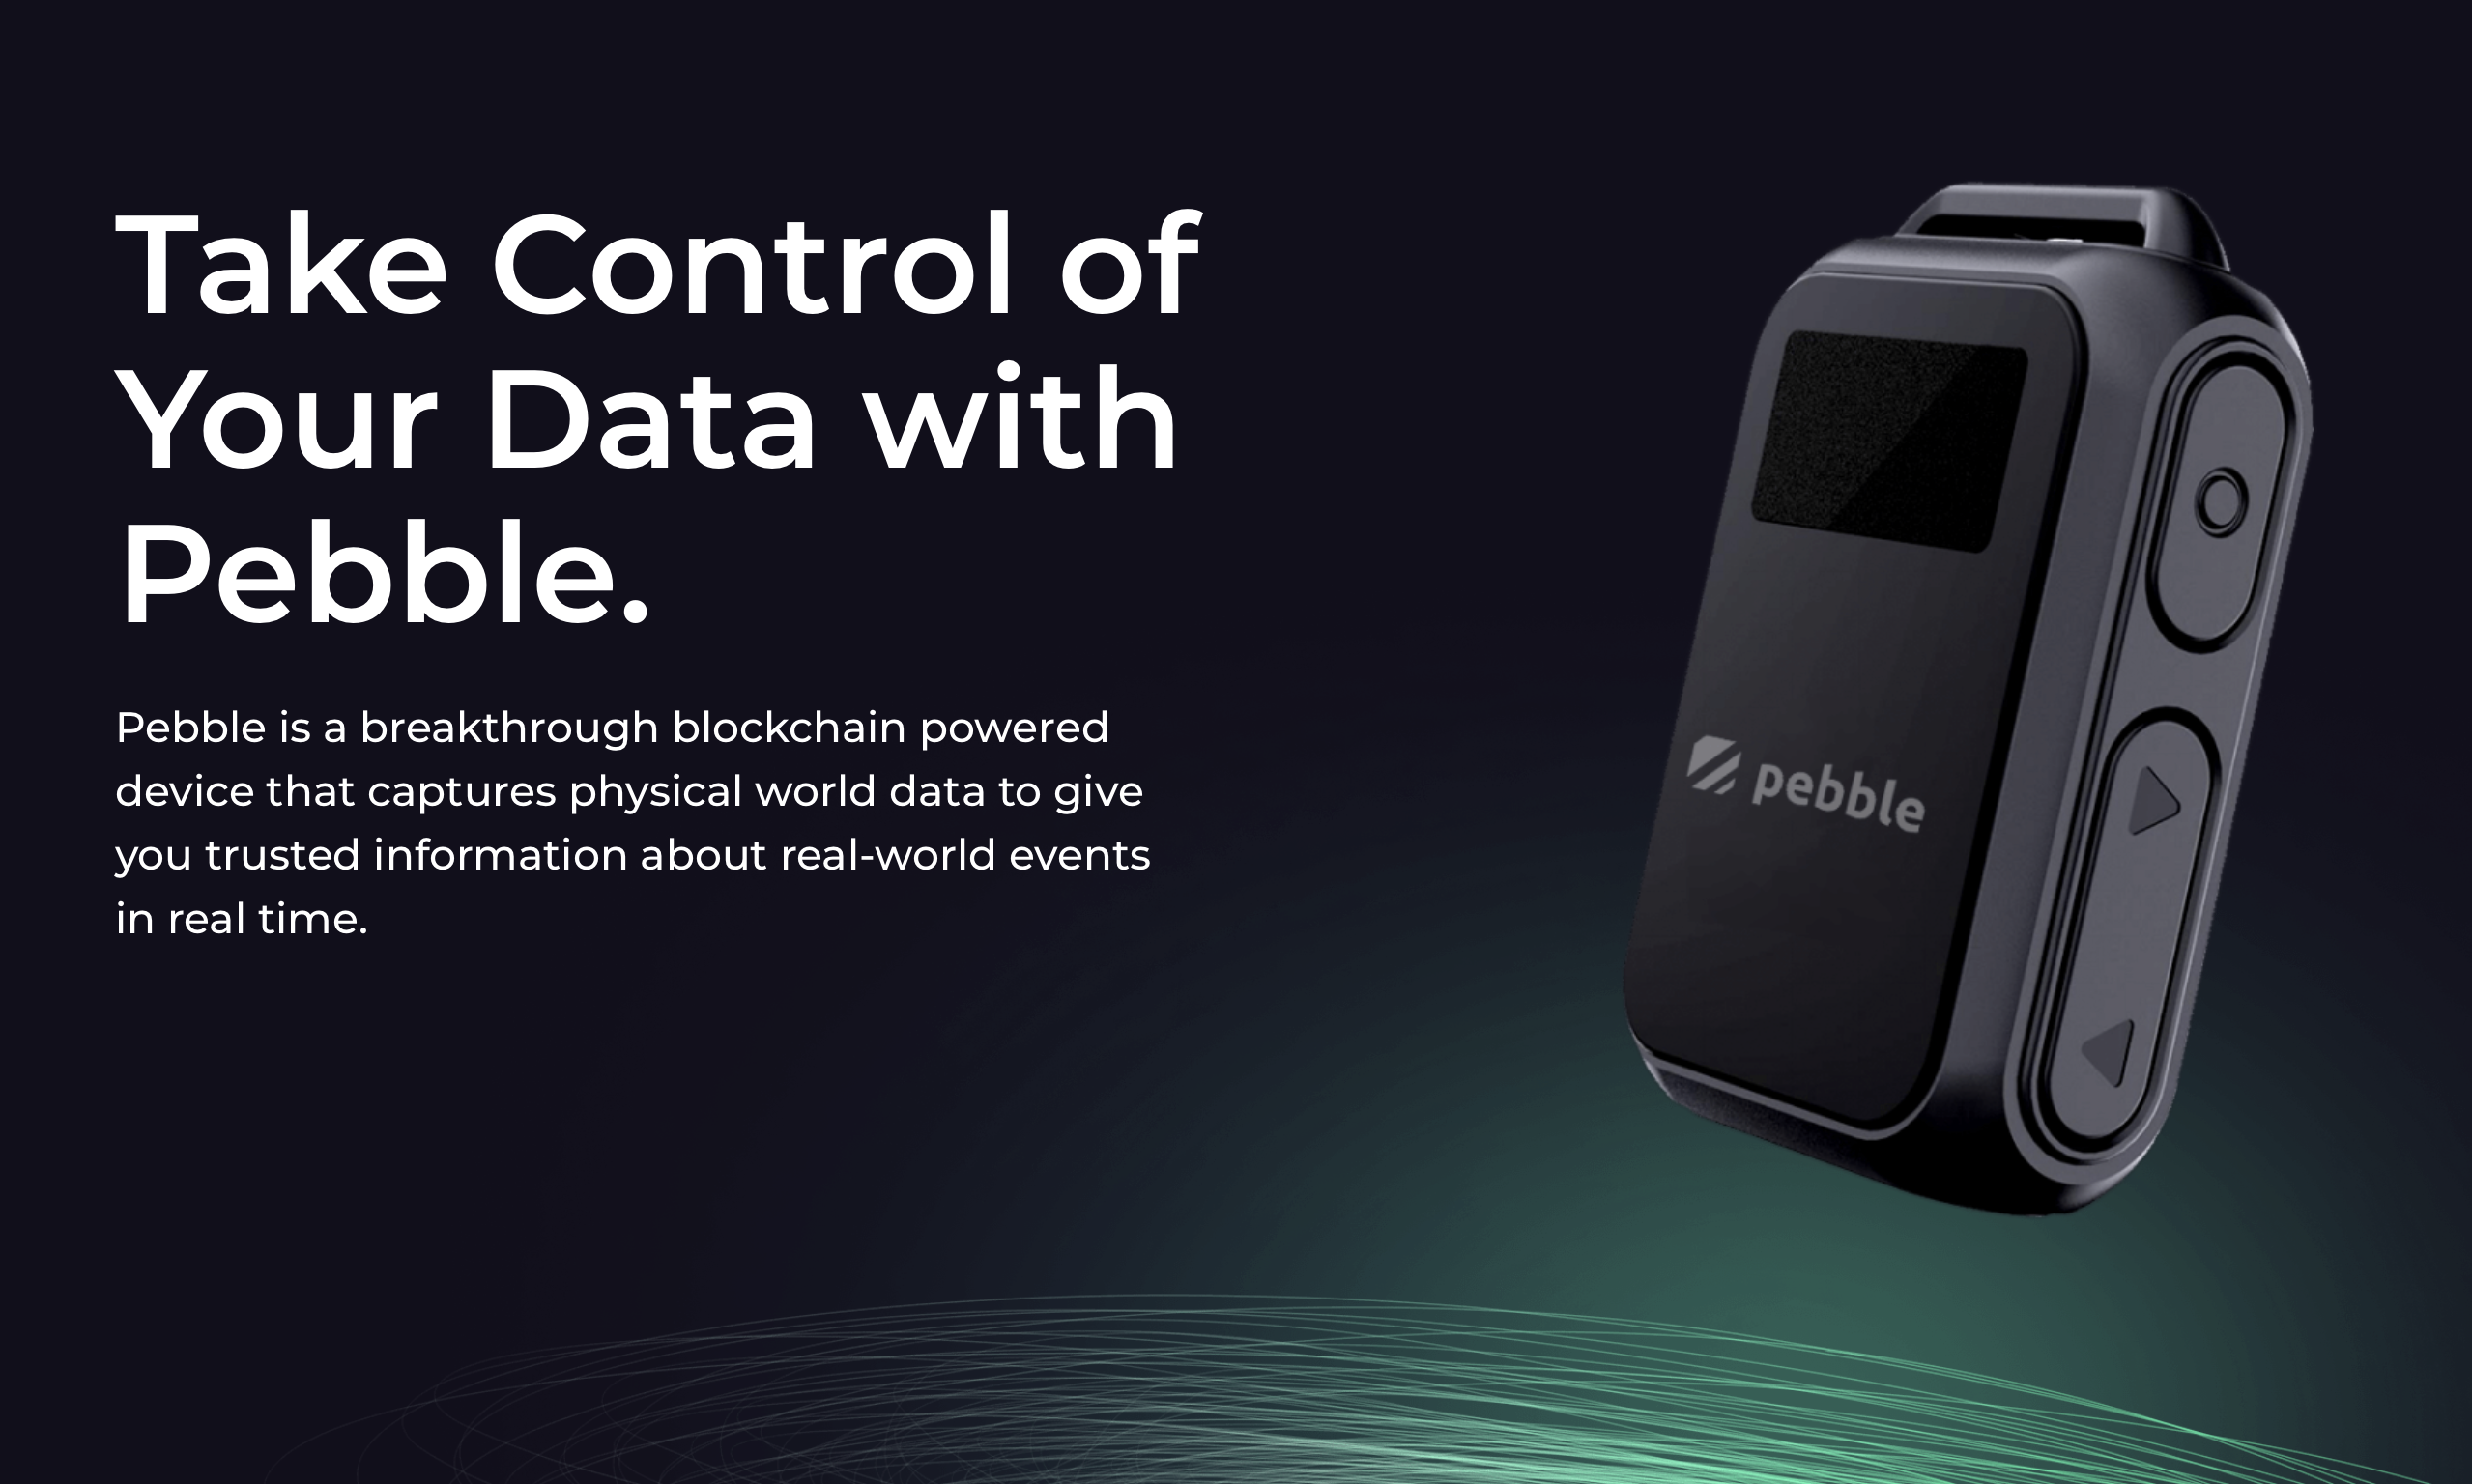 Take Control of
Your Data with
Pebble.
Pebble is a breakthrough blockchain powered
device that captures physical world data to give
you trusted information about real-world events
in real time.
pebble